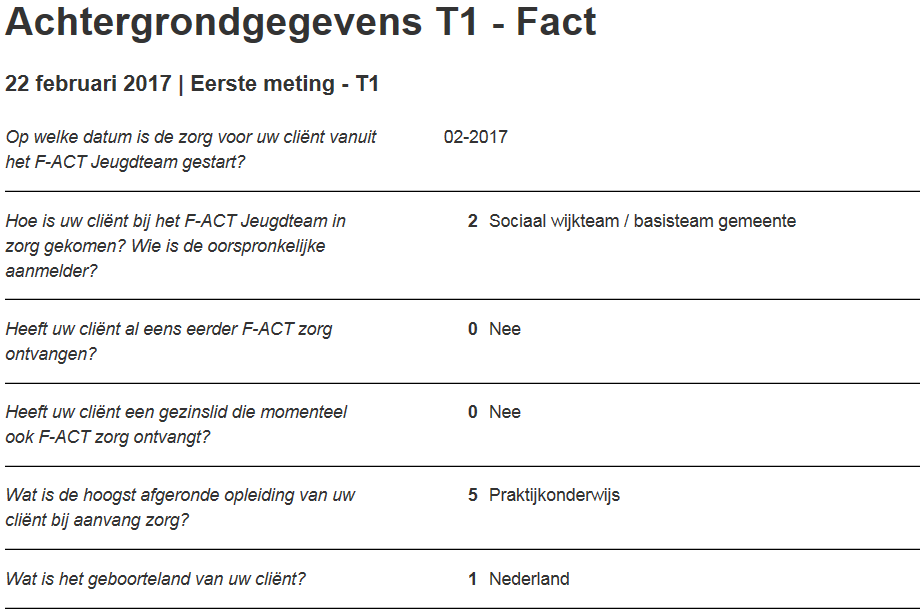 Achtergrondgegevens T1 - Fact
22 februari 2017 | Eerste meting - T1
Op welke datum is de zorg voor uw cliënt vanuit 02-2017
het F-ACT Jeugdteam gestart?
Hoe is uw cliënt bij het F-ACT Jeugdteam in 2 Sociaal wijkteam / basisteam gemeente
zorg gekomen? Wie is de oorspronkelijke
aanmelder?
Heeft uw cliënt al eens eerder F-ACT zorg 0 Nee
ontvangen?
Heeft uw cliënt een gezinslid die momenteel 0 Nee
ook F-ACT zorg ontvangt?
Wat is de hoogst afgeronde opleiding van uw 5 Praktijkonderwijs
cliënt bij aanvang zorg?
Wat is het geboorteland van uw cliënt? 1 Nederland